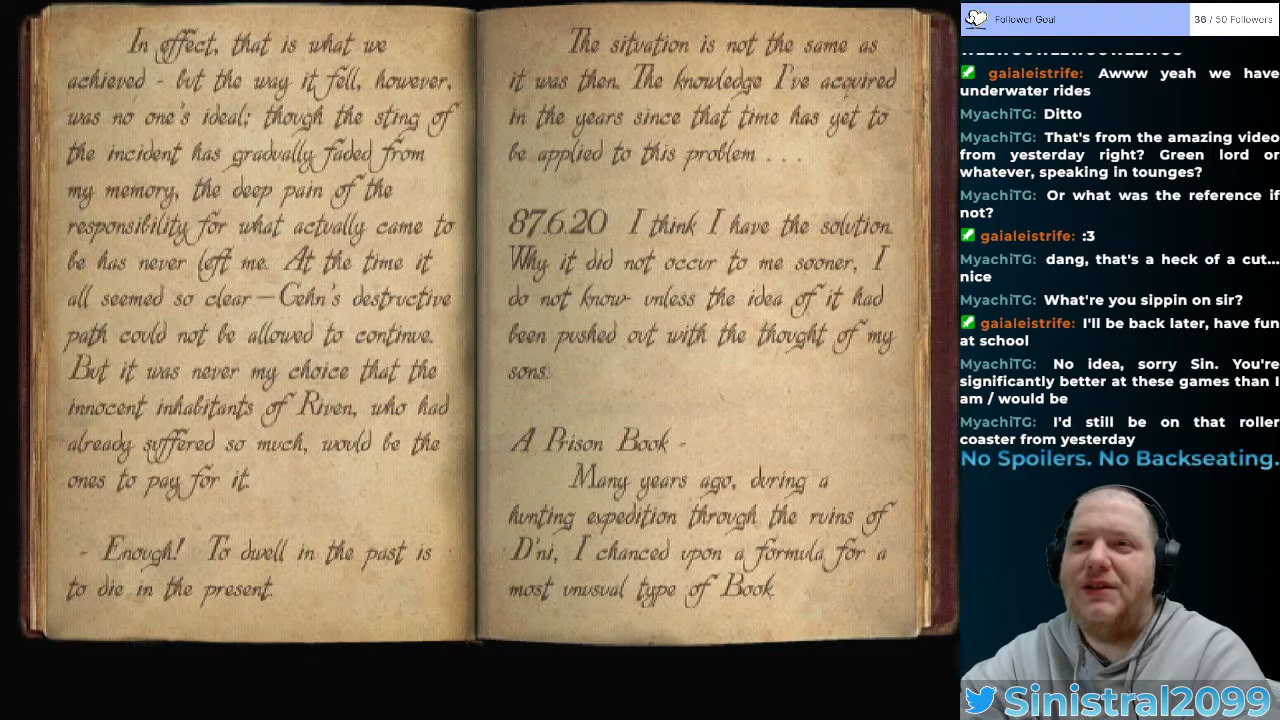 In effect, that is what we
achieved - but the way it fell, however,
was no one's ideal; though the sting of
the incident has gradually faded from
my memory, the deep pain of the
responsibility for what actually came to
be has never left me. At the time it
all seemed so clear—Gehn's destructive
path could not be allowed to continue.
But it was never my choice that the
innocent inhabitants of Riven, who had
already suffered so much, would be the
ones to pay for it.
- Enough! To dwell in the past is
to die in the present.
The situation is not the same as
it was then. The knowledge I've acquired
in the years since that time has yet to
be applied to this problem . . .
87.6.20 I think I have the solution.
Why it did not occur to me sooner, I
do not know- unless the idea of it had
been pushed out with the thought of my
sons.
A Prison Book -
Many years ago, during a
hunting expedition through the ruins of
D'ni, I chanced upon a formula for a
most unusual type of Book.
Follower Goal
36 / 50 Followers
gaialeistrife: Awww yeah we have
underwater rides
MyachiTG: Ditto
MyachiTG: That's from the amazing video
from yesterday right? Green lord or
whatever, speaking in tounges?
MyachiTG: Or what was the reference if
not?
gaialeistrife: :3
MyachiTG: dang, that's a heck of a cut...
nice
MyachiTG: What're you sippin on sir?
gaialeistrife: I'll be back later, have fun
at school
MyachiTG: No idea, sorry Sin. You're
significantly better at these games than I
am / would be
MyachiTG: I'd still be on that roller
coaster from yesterday
No Spoilers. No Backseating.
Sinistral2099